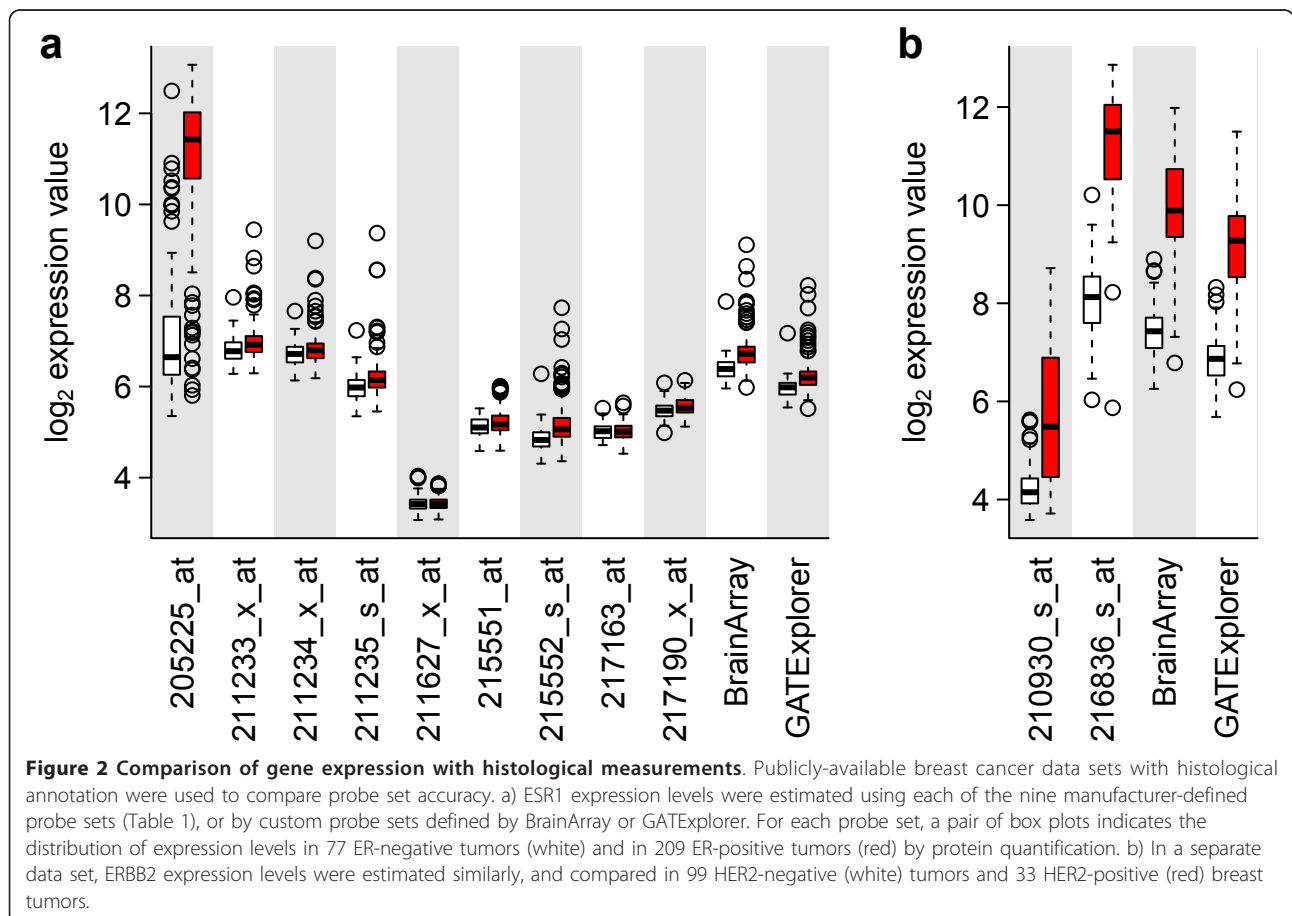 a
b
log2 expression value
12
10
8
6
4
205225_at
211233_x_at
211234_x_at
211235_s_at
211627_x_at
215551_at
215552_s_at
217163_at
217190_x_at
BrainArray
GATExplorer
log2 expression value
12
10
8
6
4
210930_s_at
216836_s_at
BrainArray
GATExplorer
Figure 2 Comparison of gene expression with histological measurements. Publicly-available breast cancer data sets with histological
annotation were used to compare probe set accuracy. a) ESR1 expression levels were estimated using each of the nine manufacturer-defined
probe sets (Table 1), or by custom probe sets defined by BrainArray or GATExplorer. For each probe set, a pair of box plots indicates the
distribution of expression levels in 77 ER-negative tumors (white) and in 209 ER-positive tumors (red) by protein quantification. b) In a separate
data set, ERBB2 expression levels were estimated similarly, and compared in 99 HER2-negative (white) tumors and 33 HER2-positive (red) breast
tumors.